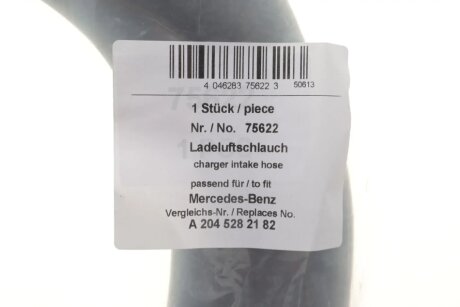 4 046283 75622 3 50613
1 Stück / piece
Nr. / No. 75622
Ladeluftschlauch
charger intake hose
passend für / to fit
Mercedes-Benz
Vergleichs-Nr. / Replaces No.
A 204 528 21 82